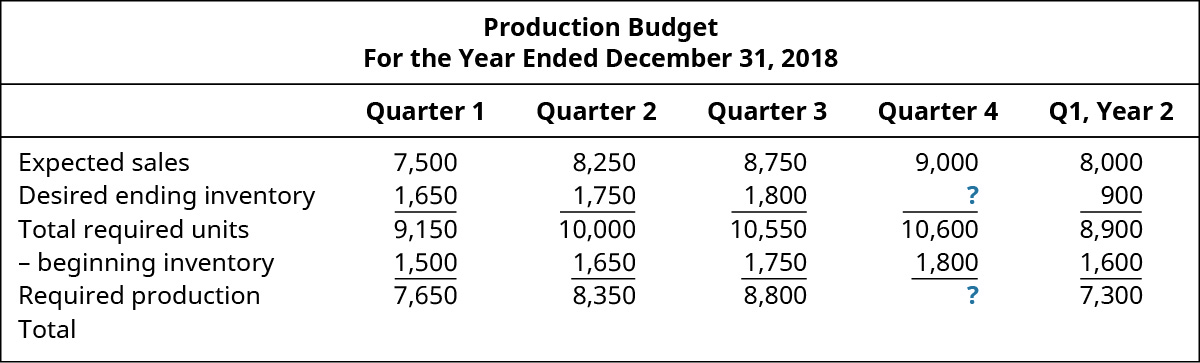 Production Budget
For the Year Ended December 31, 2018
Quarter 1 Quarter 2 Quarter 3 Quarter 4 Q1, Year 2
Expected sales 7,500 8,250 8,750 9,000 8,000
Desired ending inventory 1,650 1,750 1,800 ? 900
Total required units 9,150 10,000 10,550 10,600 8,900
– beginning inventory 1,500 1,650 1,750 1,800 1,600
Required production 7,650 8,350 8,800 ? 7,300
Total